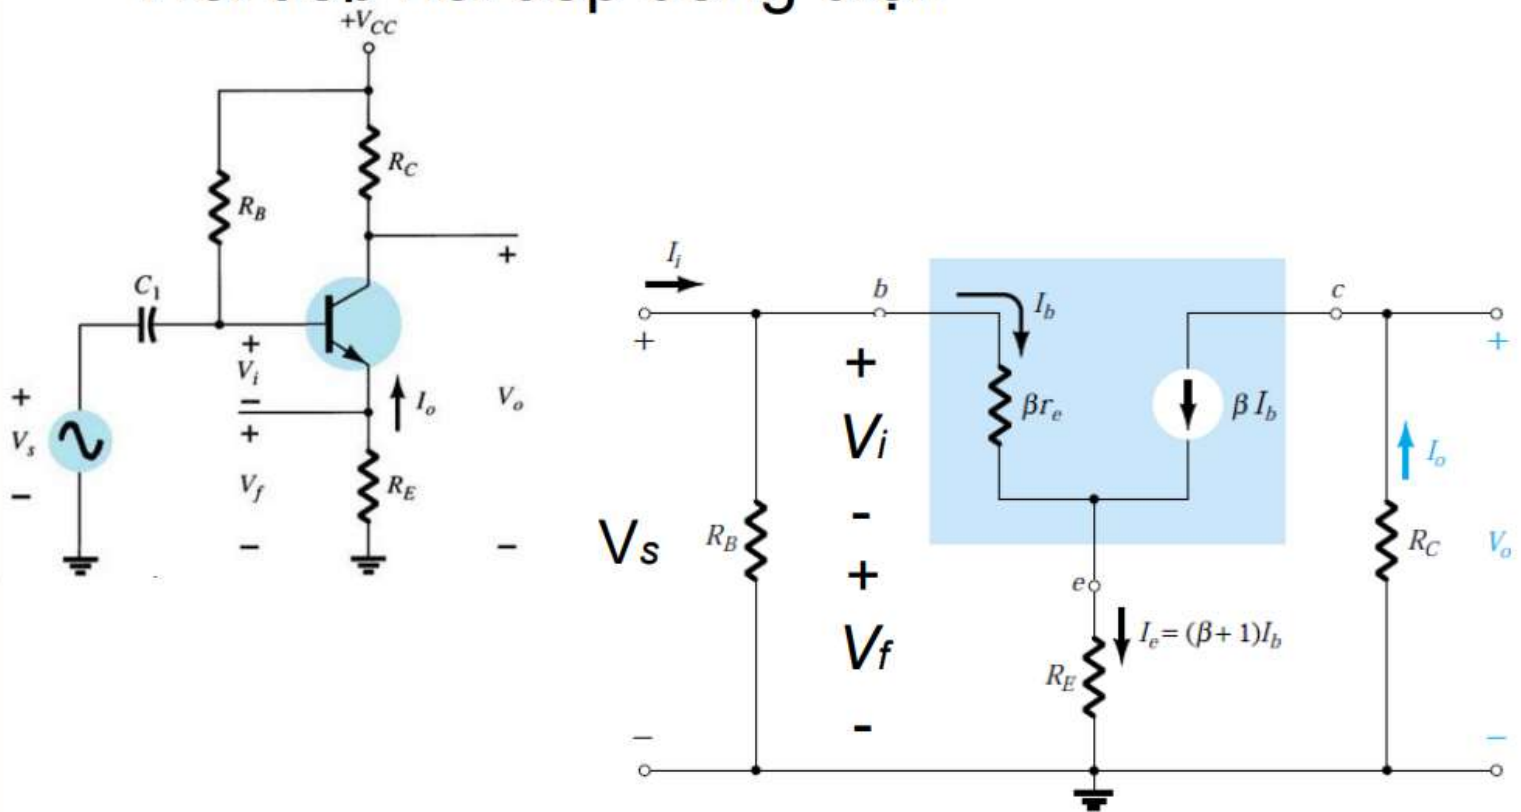 +V_CC
R_C
R_B
+
C_1
+
V_i
−
+
V_f
−
I_o
V_o
−
R_E
+
V_s
−
I_i
+
b
I_b
c
+
+
V_i
-
+
V_f
-
βr_e
β I_b
I_o
V_s
R_B
R_C
V_o
e
I_e = (β + 1)I_b
R_E
−
−